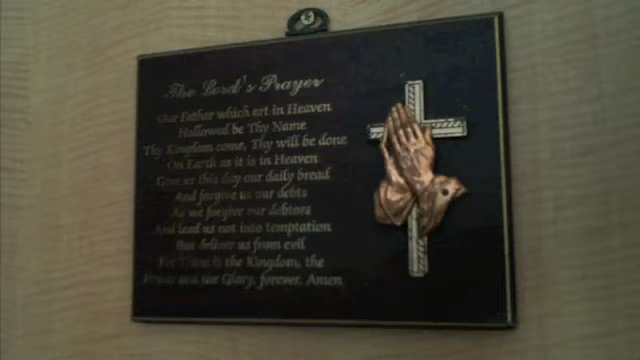 The Lord's Prayer
Our Father which art in Heaven
Hallowed be Thy Name
Thy Kingdom come, Thy will be done
On Earth as it is in Heaven
Give us this day our daily bread
And forgive us our debts
As we forgive our debtors
And lead us not into temptation
But deliver us from evil
For Thine is the Kingdom, the
Power and the Glory, forever. Amen